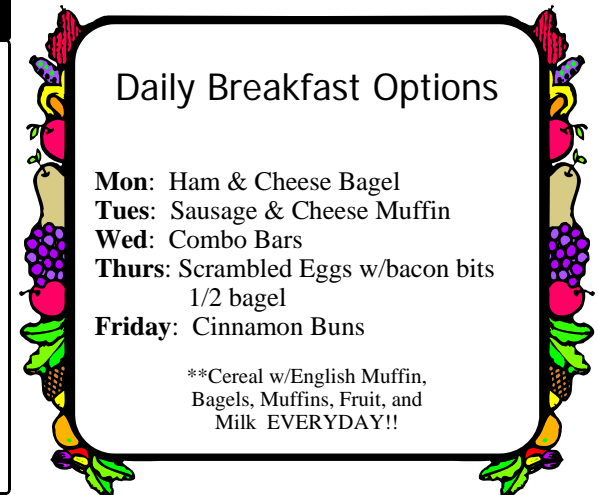 Daily Breakfast Options
Mon: Ham & Cheese Bagel
Tues: Sausage & Cheese Muffin
Wed: Combo Bars
Thurs: Scrambled Eggs w/bacon bits
1/2 bagel
Friday: Cinnamon Buns
**Cereal w/English Muffin,
Bagels, Muffins, Fruit, and
Milk EVERYDAY!!